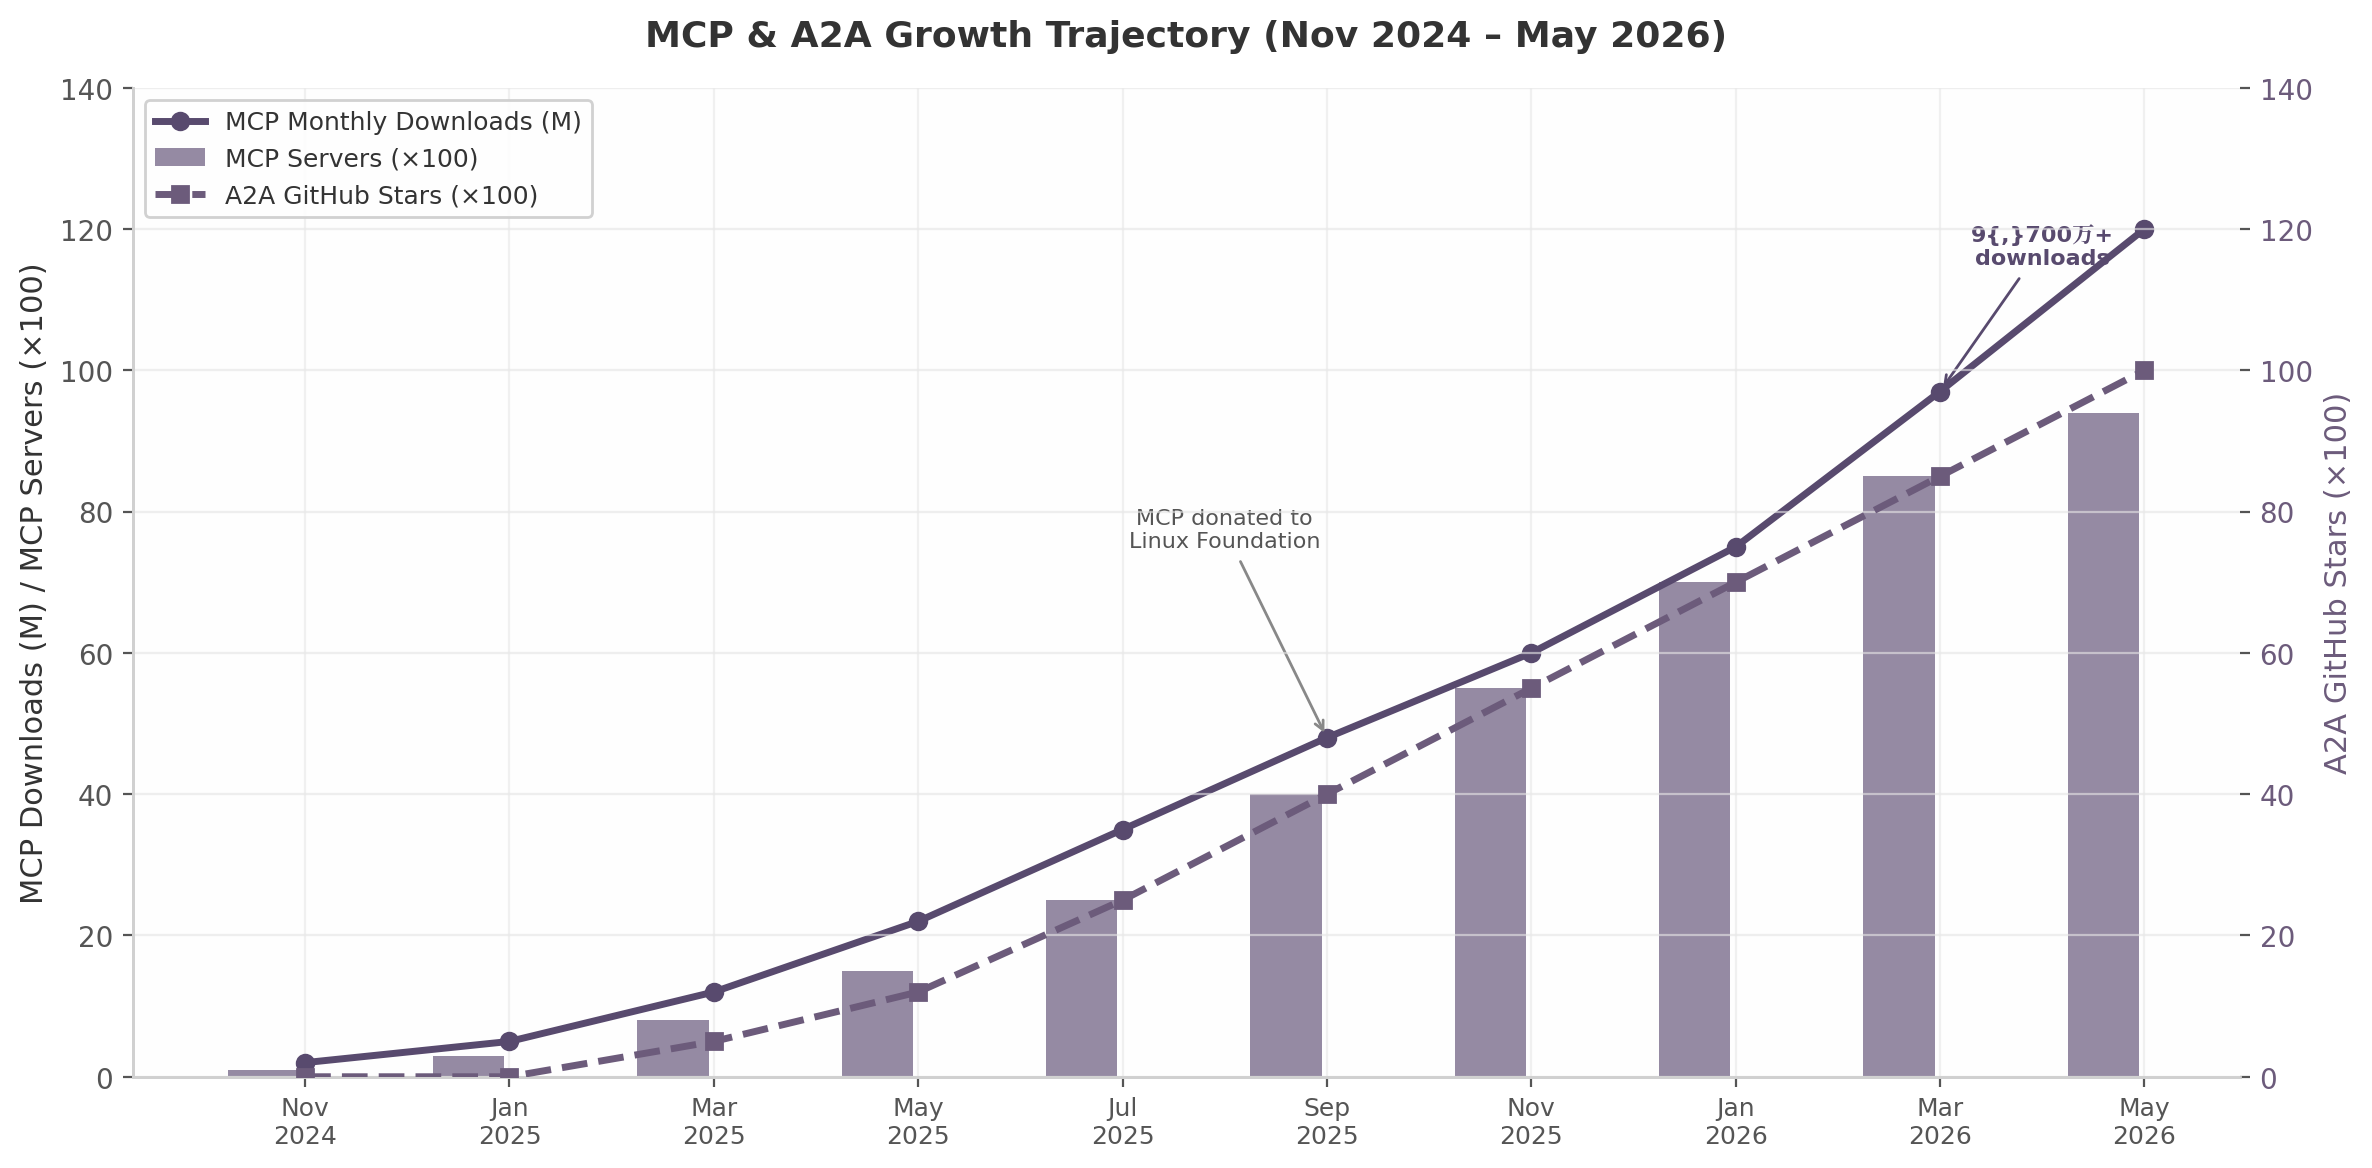 MCP & A2A Growth Trajectory (Nov 2024 – May 2026)
MCP Monthly Downloads (M)
MCP Servers (×100)
A2A GitHub Stars (×100)
MCP Downloads (M) / MCP Servers (×100)
140
120
100
80
60
40
20
0
9{,}700万+
downloads
MCP donated to
Linux Foundation
140
120
100
80
60
40
20
0
A2A GitHub Stars (×100)
Nov
2024
Jan
2025
Mar
2025
May
2025
Jul
2025
Sep
2025
Nov
2025
Jan
2026
Mar
2026
May
2026